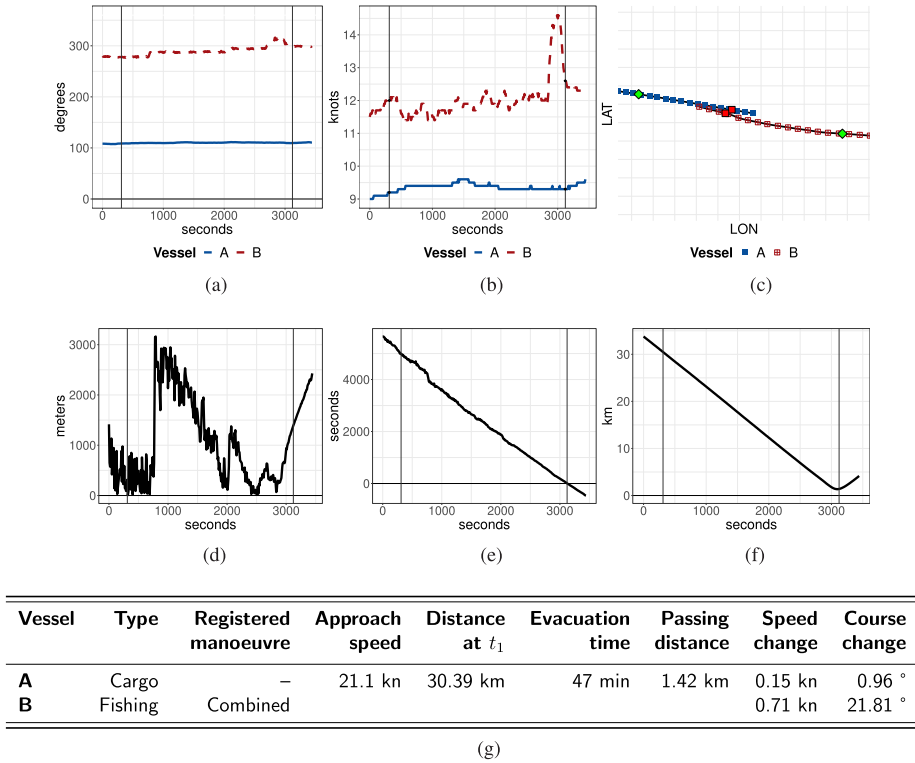 degrees
300
200
100
0
0
1000
2000
3000
seconds
Vessel A B
(a)
knots
14
13
12
11
10
9
0
1000
2000
3000
seconds
Vessel A B
(b)
LAT
LON
Vessel A B
(c)
meters
3000
2000
1000
0
0
1000
2000
3000
seconds
(d)
seconds
4000
2000
0
0
1000
2000
3000
seconds
(e)
km
30
20
10
0
0
1000
2000
3000
seconds
(f)
Vessel Type Registered Approach Distance Evacuation Passing Speed Course
manoeuvre speed at t1 time distance change change
A Cargo – 21.1 kn 30.39 km 47 min 1.42 km 0.15 kn 0.96 °
B Fishing Combined 0.71 kn 21.81 °
(g)